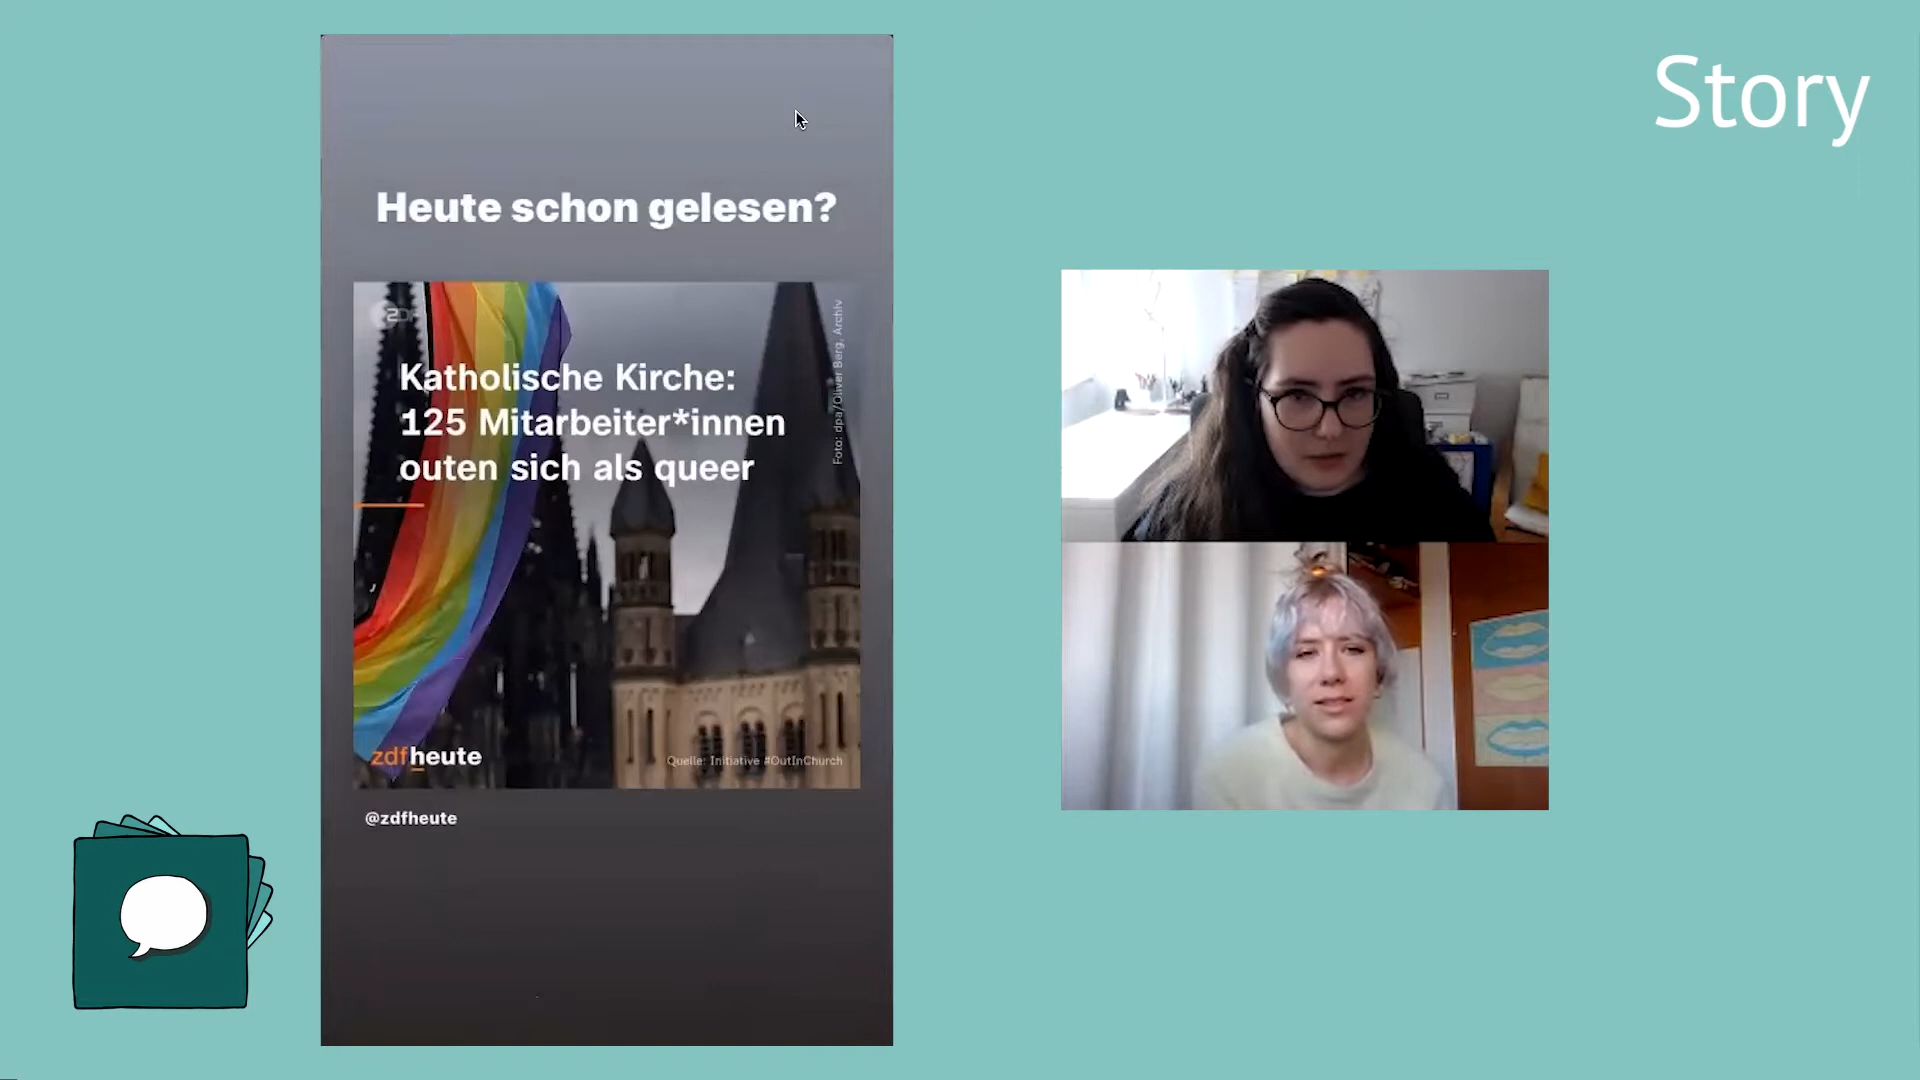 Story
Heute schon gelesen?
ZDF
Foto: dpa/Oliver Berg, Archiv
Katholische Kirche:
125 Mitarbeiter*innen
outen sich als queer
zdfheute
Quelle: Initiative #OutInChurch
@zdfheute